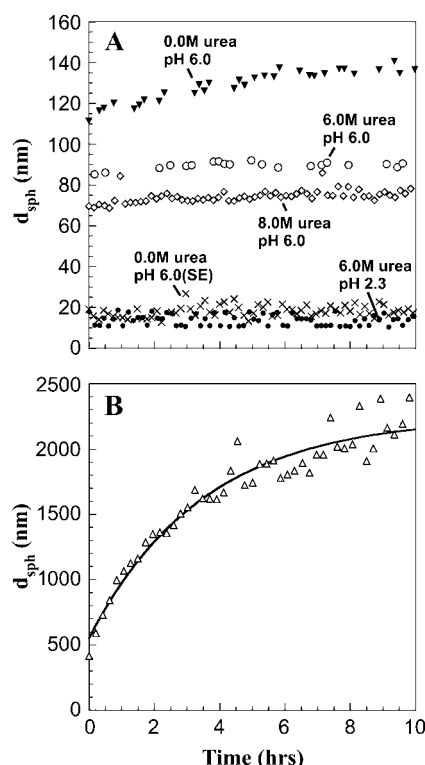 A
160
140
120
100
80
60
40
20
0
d_sph (nm)
0.0M urea
pH 6.0
6.0M urea
pH 6.0
8.0M urea
pH 6.0
0.0M urea
pH 6.0(SE)
6.0M urea
pH 2.3
B
2500
2000
1500
1000
500
0
d_sph (nm)
0 2 4 6 8 10
Time (hrs)